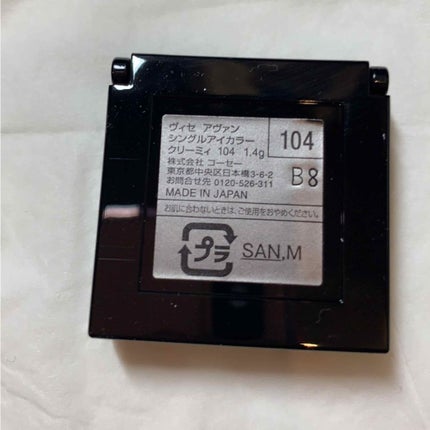 ヴィセ アヴァン
シングルアイカラー
クリーミィ 104 1.4g
104
株式会社 コーセー
東京都中央区日本橋3-6-2
お問合せ先 0120-526-311
MADE IN JAPAN
B8
お肌に合わないときは、ご使用をおやめください。
プラ
SAN,M